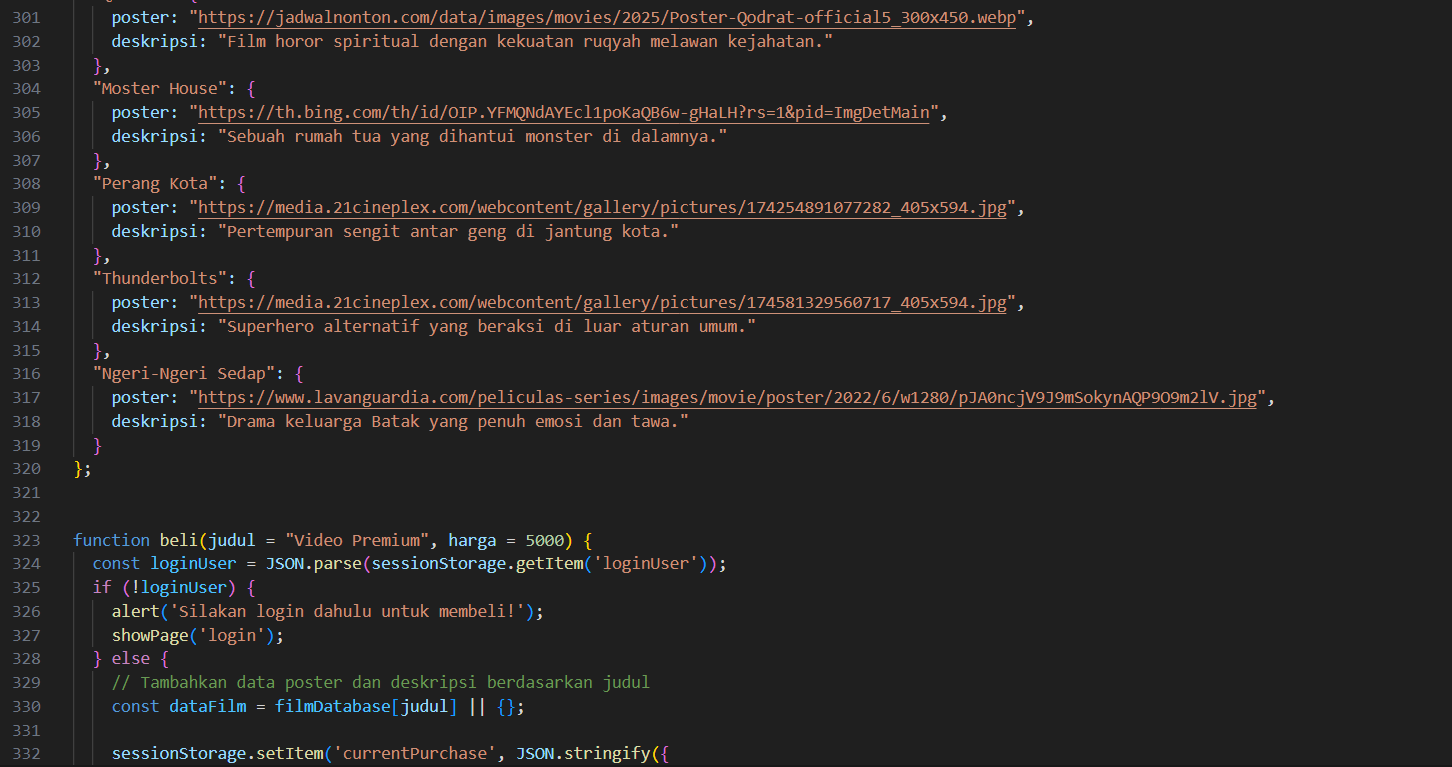 301 poster: "https://jadwalnonton.com/data/images/movies/2025/Poster-Qodrat-official5_300x450.webp",
302 deskripsi: "Film horor spiritual dengan kekuatan ruqyah melawan kejahatan."
303 },
304 "Moster House": {
305 poster: "https://th.bing.com/th/id/OIP.YFMQNdAYEcl1poKaQB6w-gHaLH?rs=1&pid=ImgDetMain",
306 deskripsi: "Sebuah rumah tua yang dihantui monster di dalamnya."
307 },
308 "Perang Kota": {
309 poster: "https://media.21cineplex.com/webcontent/gallery/pictures/174254891077282_405x594.jpg",
310 deskripsi: "Pertempuran sengit antar geng di jantung kota."
311 },
312 "Thunderbolts": {
313 poster: "https://media.21cineplex.com/webcontent/gallery/pictures/174581329560717_405x594.jpg",
314 deskripsi: "Superhero alternatif yang beraksi di luar aturan umum."
315 },
316 "Ngeri-Ngeri Sedap": {
317 poster: "https://www.lavanguardia.com/peliculas-series/images/movie/poster/2022/6/w1280/pJA0ncjV9J9mSokynAQP9O9m2lV.jpg",
318 deskripsi: "Drama keluarga Batak yang penuh emosi dan tawa."
319 }
320 };
321
322
323 function beli(judul = "Video Premium", harga = 5000) {
324 const loginUser = JSON.parse(sessionStorage.getItem('loginUser'));
325 if (!loginUser) {
326 alert('Silakan login dahulu untuk membeli!');
327 showPage('login');
328 } else {
329 // Tambahkan data poster dan deskripsi berdasarkan judul
330 const dataFilm = filmDatabase[judul] || {};
331
332 sessionStorage.setItem('currentPurchase', JSON.stringify({